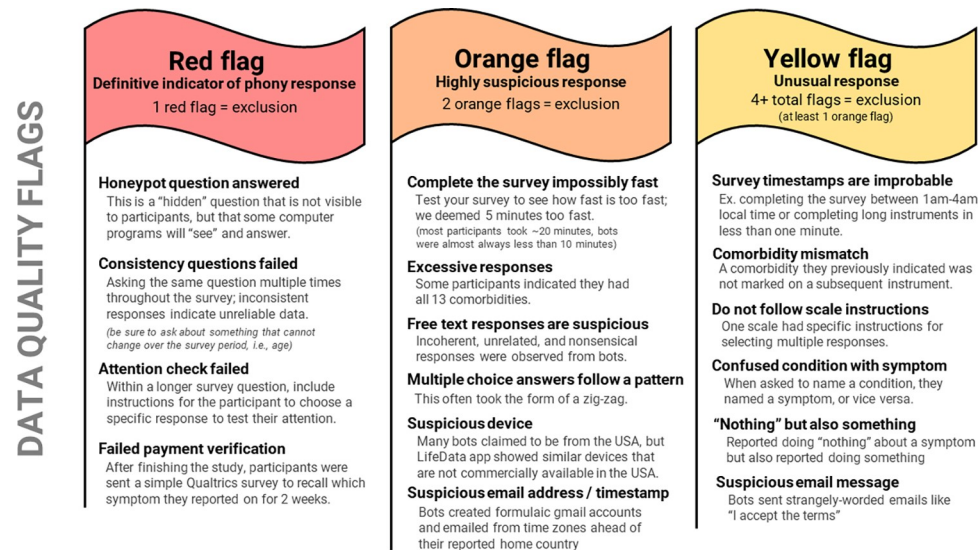 DATA QUALITY FLAGS
Red flag
Definitive indicator of phony response
1 red flag = exclusion
Honeypot question answered
This is a “hidden” question that is not visible
to participants, but that some computer
programs will “see” and answer.
Consistency questions failed
Asking the same question multiple times
throughout the survey; inconsistent
responses indicate unreliable data.
(be sure to ask about something that cannot
change over the survey period, i.e., age)
Attention check failed
Within a longer survey question, include
instructions for the participant to choose a
specific response to test their attention.
Failed payment verification
After finishing the study, participants were
sent a simple Qualtrics survey to recall which
symptom they reported on for 2 weeks.
Orange flag
Highly suspicious response
2 orange flags = exclusion
Complete the survey impossibly fast
Test your survey to see how fast is too fast;
we deemed 5 minutes too fast.
(most participants took ~20 minutes, bots
were almost always less than 10 minutes)
Excessive responses
Some participants indicated they had
all 13 comorbidities.
Free text responses are suspicious
Incoherent, unrelated, and nonsensical
responses were observed from bots.
Multiple choice answers follow a pattern
This often took the form of a zig-zag.
Suspicious device
Many bots claimed to be from the USA, but
LifeData app showed similar devices that
are not commercially available in the USA.
Suspicious email address / timestamp
Bots created formulaic gmail accounts
and emailed from time zones ahead of
their reported home country
Yellow flag
Unusual response
4+ total flags = exclusion
(at least 1 orange flag)
Survey timestamps are improbable
Ex. completing the survey between 1am-4am
local time or completing long instruments in
less than one minute.
Comorbidity mismatch
A comorbidity they previously indicated was
not marked on a subsequent instrument.
Do not follow scale instructions
One scale had specific instructions for
selecting multiple responses.
Confused condition with symptom
When asked to name a condition, they
named a symptom, or vice versa.
“Nothing” but also something
Reported doing “nothing” about a symptom
but also reported doing something
Suspicious email message
Bots sent strangely-worded emails like
“I accept the terms”